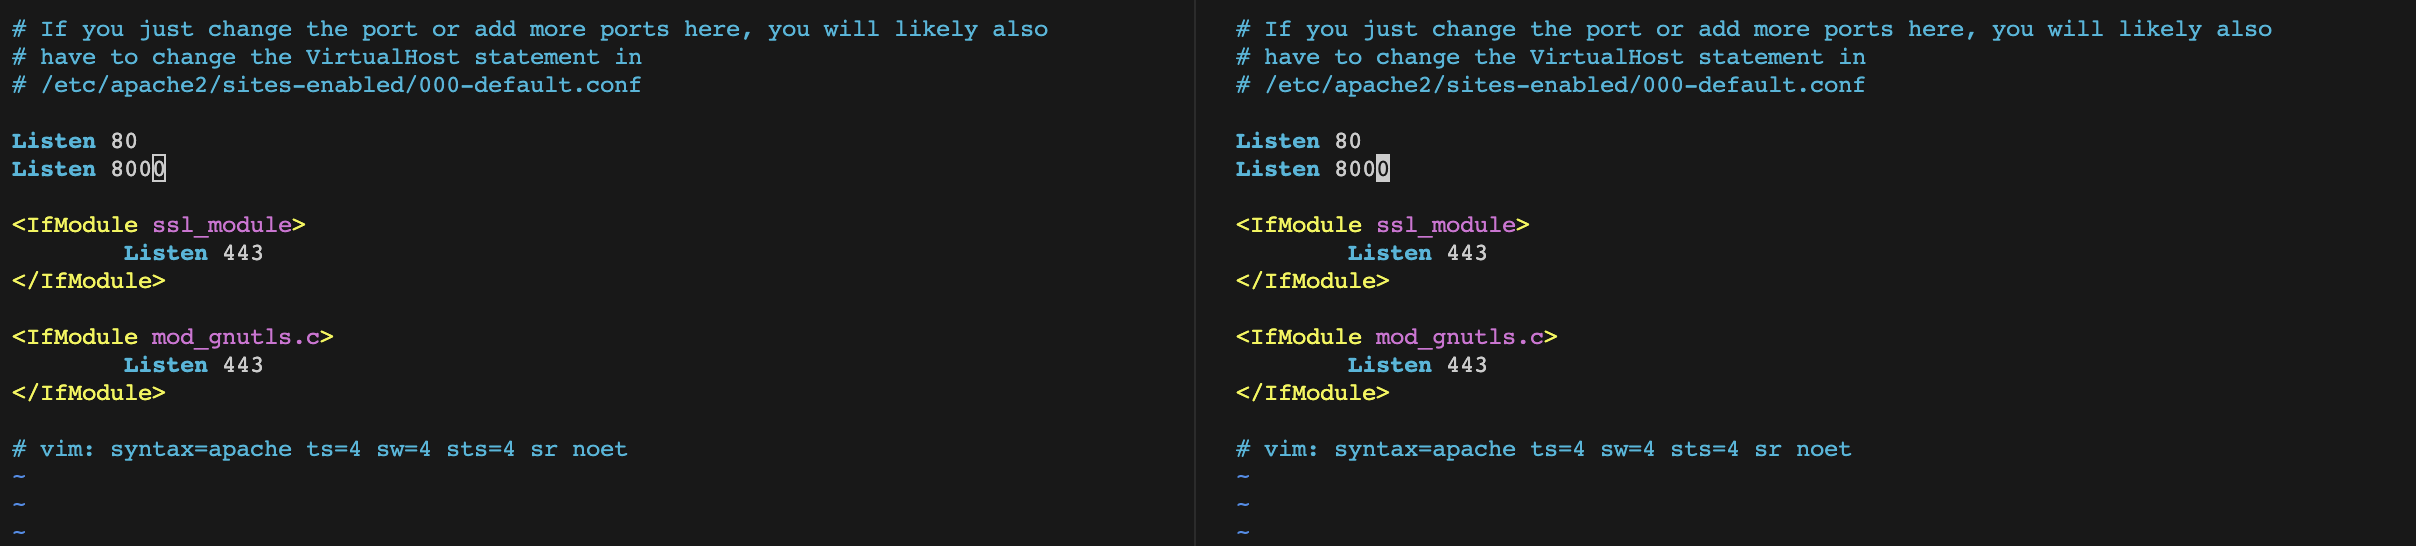 # If you just change the port or add more ports here, you will likely also
# have to change the VirtualHost statement in
# /etc/apache2/sites-enabled/000-default.conf

Listen 80
Listen 8000

<IfModule ssl_module>
        Listen 443
</IfModule>

<IfModule mod_gnutls.c>
        Listen 443
</IfModule>

# vim: syntax=apache ts=4 sw=4 sts=4 sr noet
~
~
~
# If you just change the port or add more ports here, you will likely also
# have to change the VirtualHost statement in
# /etc/apache2/sites-enabled/000-default.conf

Listen 80
Listen 8000

<IfModule ssl_module>
        Listen 443
</IfModule>

<IfModule mod_gnutls.c>
        Listen 443
</IfModule>

# vim: syntax=apache ts=4 sw=4 sts=4 sr noet
~
~
~